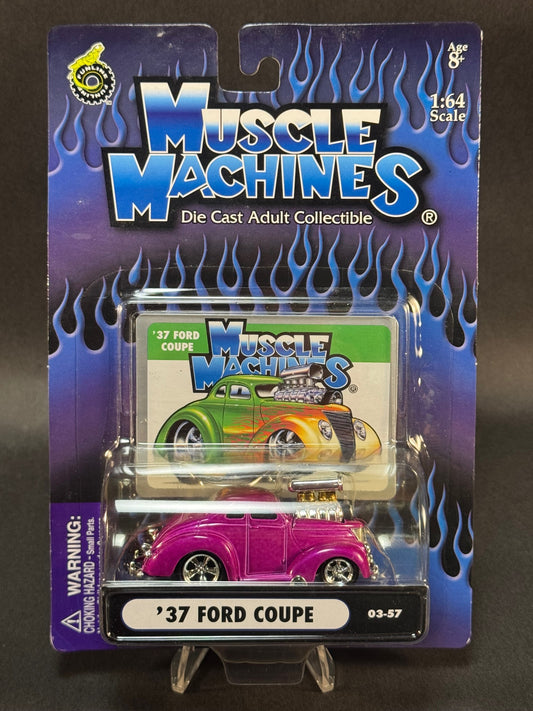 FUNLINE
Age
8+
1:64
Scale
MUSCLE
MACHINES®
Die Cast Adult Collectible
'37 FORD
COUPE
MUSCLE
MACHINES®
WARNING:
CHOKING HAZARD - Small Parts.
'37 FORD COUPE
03-57